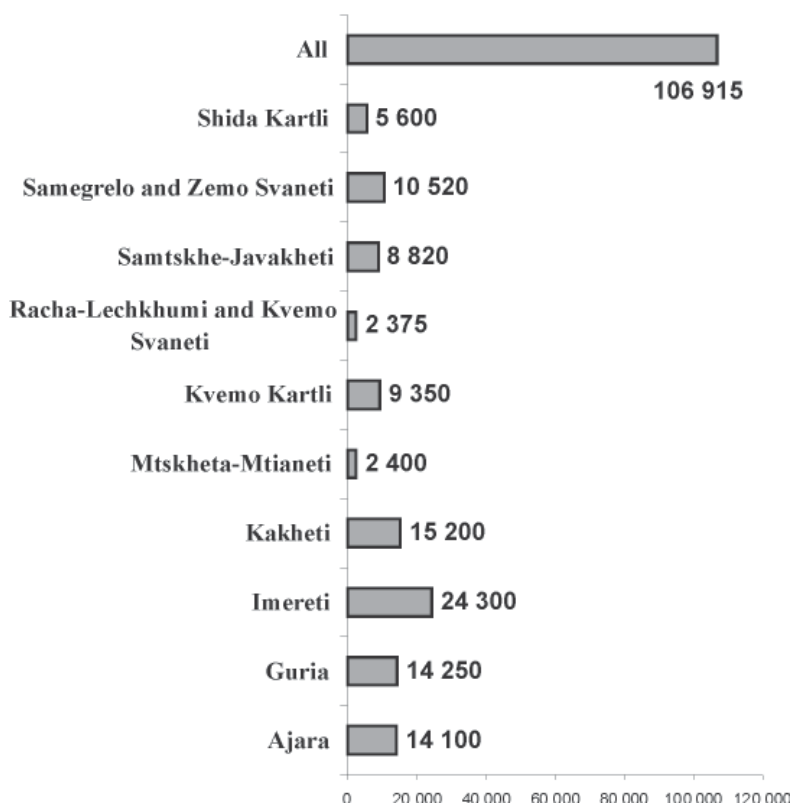 All
106 915
Shida Kartli 5 600
Samegrelo and Zemo Svaneti 10 520
Samtskhe-Javakheti 8 820
Racha-Lechkhumi and Kvemo
Svaneti 2 375
Kvemo Kartli 9 350
Mtskheta-Mtianeti 2 400
Kakheti 15 200
Imereti 24 300
Guria 14 250
Ajara 14 100
0 20 000 40 000 60 000 80 000 100 000 120 000